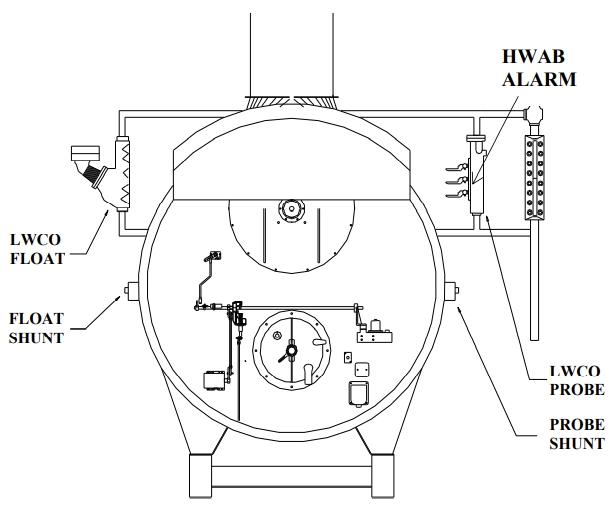 HWAB
ALARM
LWCO
FLOAT
FLOAT
SHUNT
LWCO
PROBE
PROBE
SHUNT